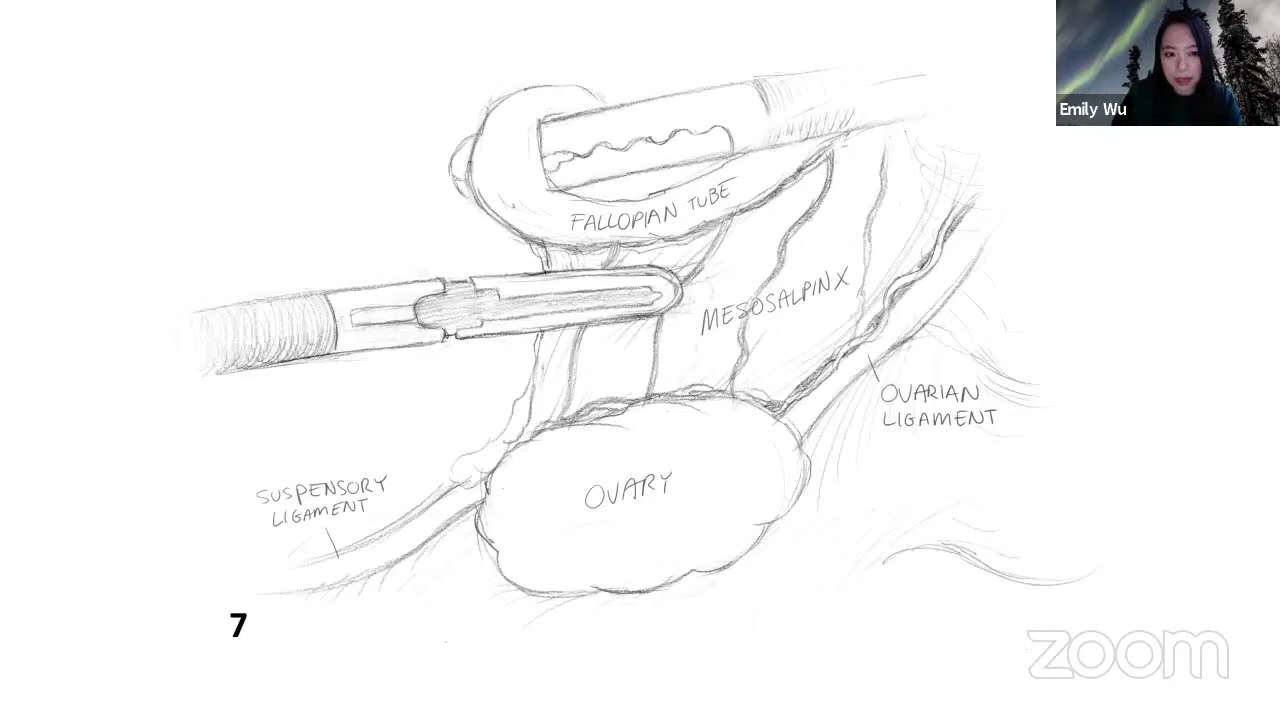 Emily Wu
FALLOPIAN TUBE
MESOSALPINX
OVARIAN
LIGAMENT
OVARY
SUSPENSORY
LIGAMENT
7
zoom